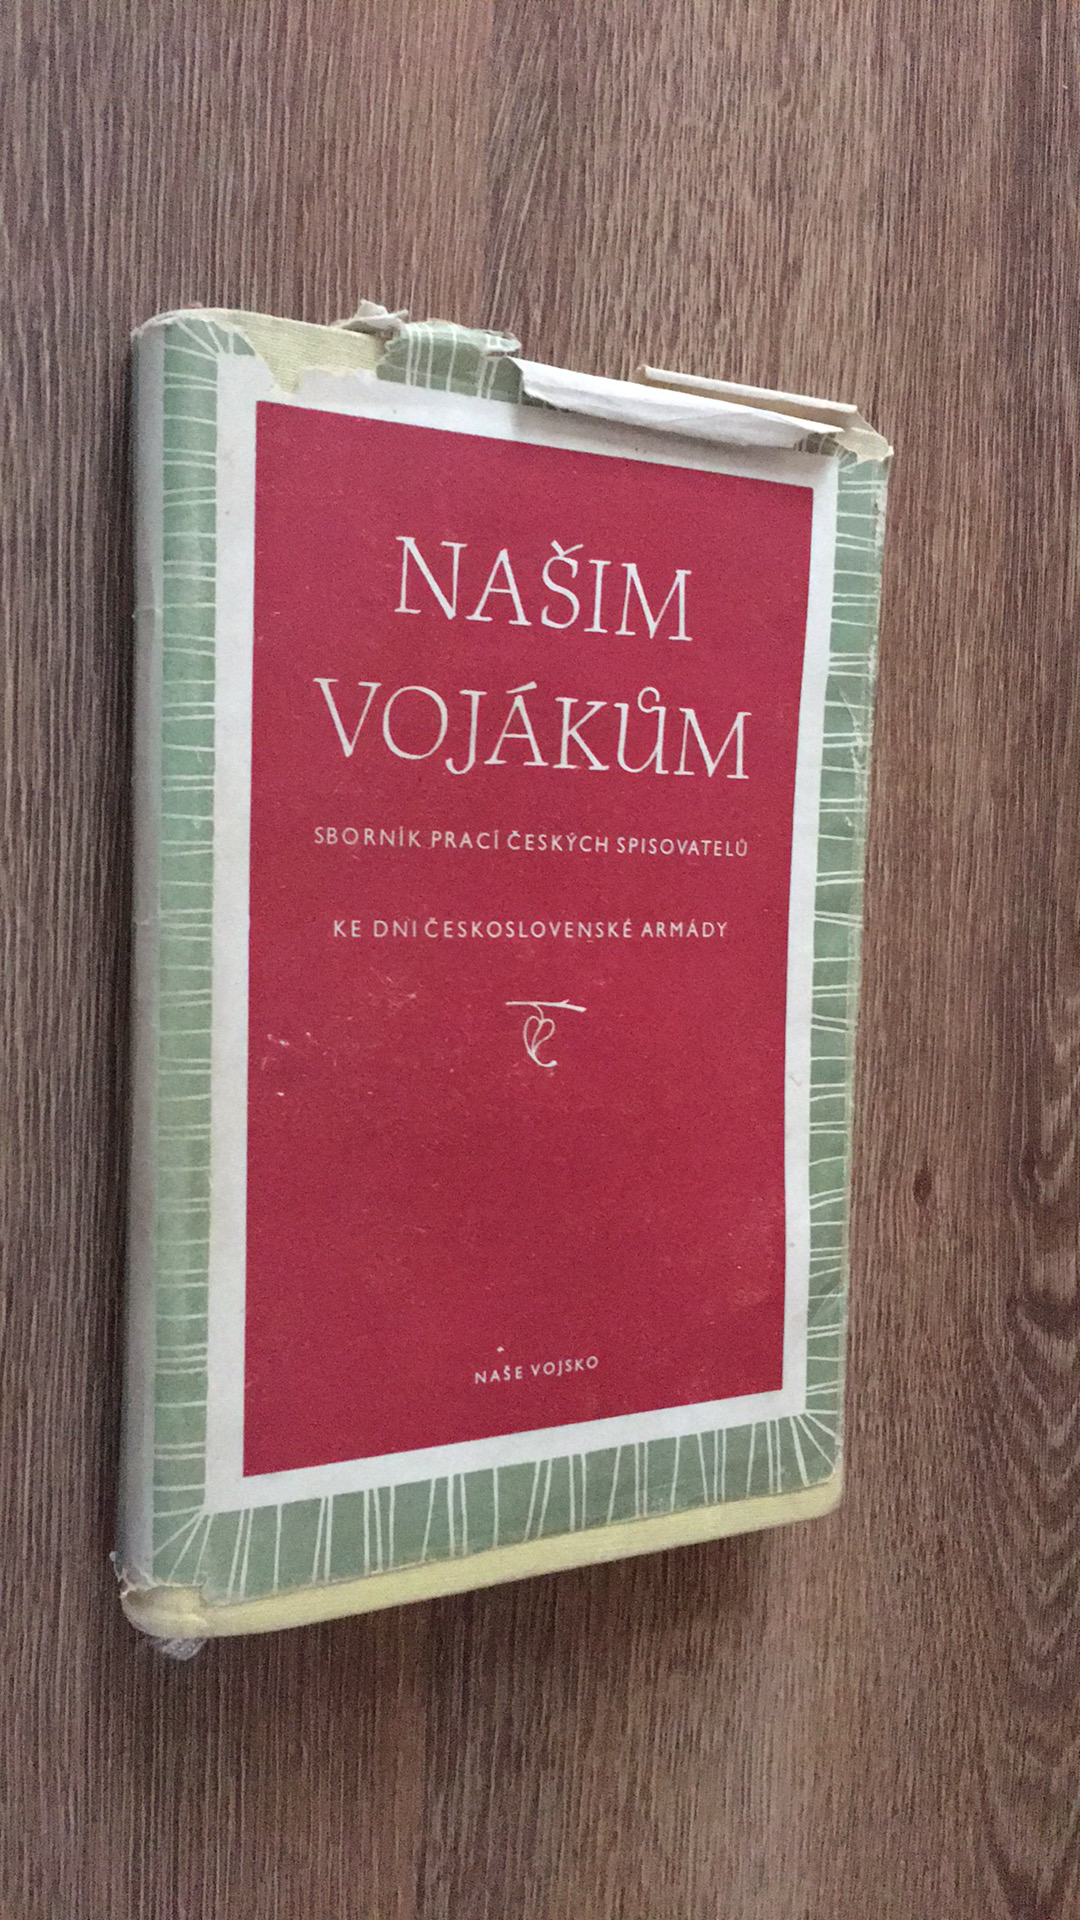 NAŠIM
VOJÁKŮM
SBORNÍK PRACÍ ČESKÝCH SPISOVATELŮ
KE DNI ČESKOSLOVENSKÉ ARMÁDY
NAŠE VOJSKO